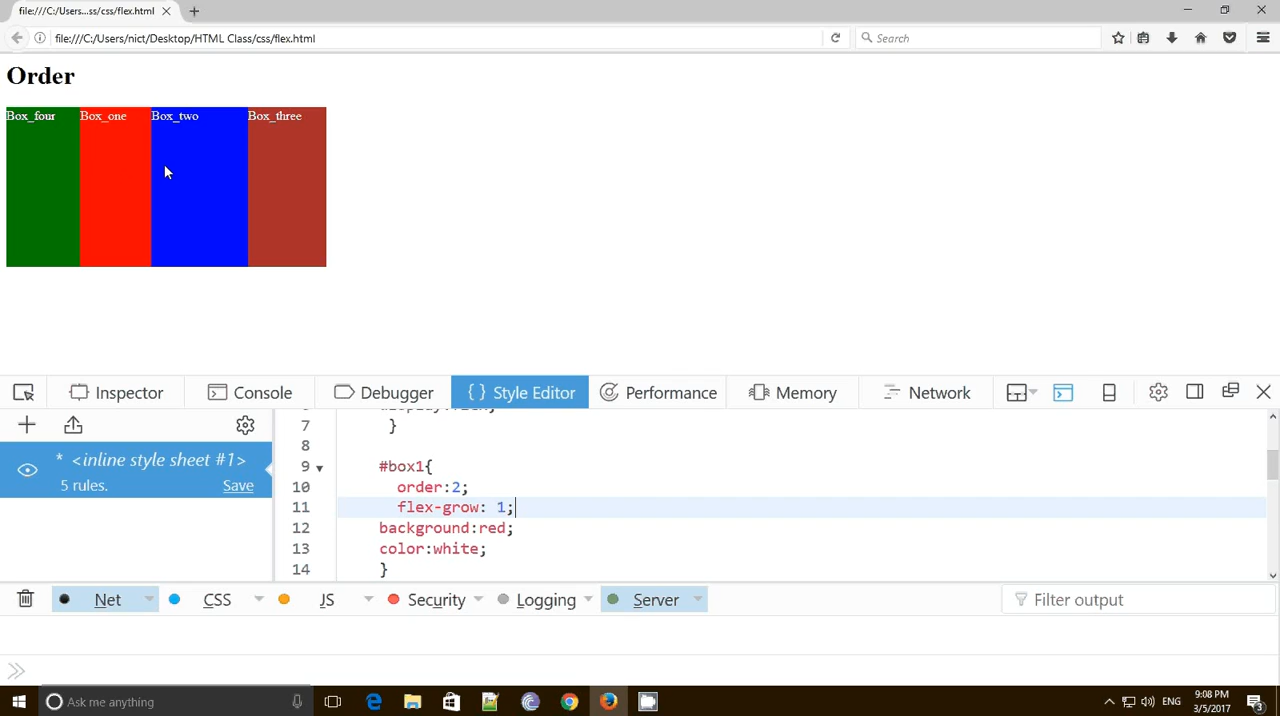 file:///C:/Users...ss/css/flex.html
file:///C:/Users/nict/Desktop/HTML Class/css/flex.html
Search
Order
Box_four Box_one Box_two Box_three
Inspector Console Debugger { } Style Editor Performance Memory Network
7 }
8
* <inline style sheet #1>
5 rules. Save
9 #box1{
10 order:2;
11 flex-grow: 1;
12 background:red;
13 color:white;
14 }
Net CSS JS Security Logging Server Filter output
Ask me anything
ENG
9:08 PM
3/5/2017
3